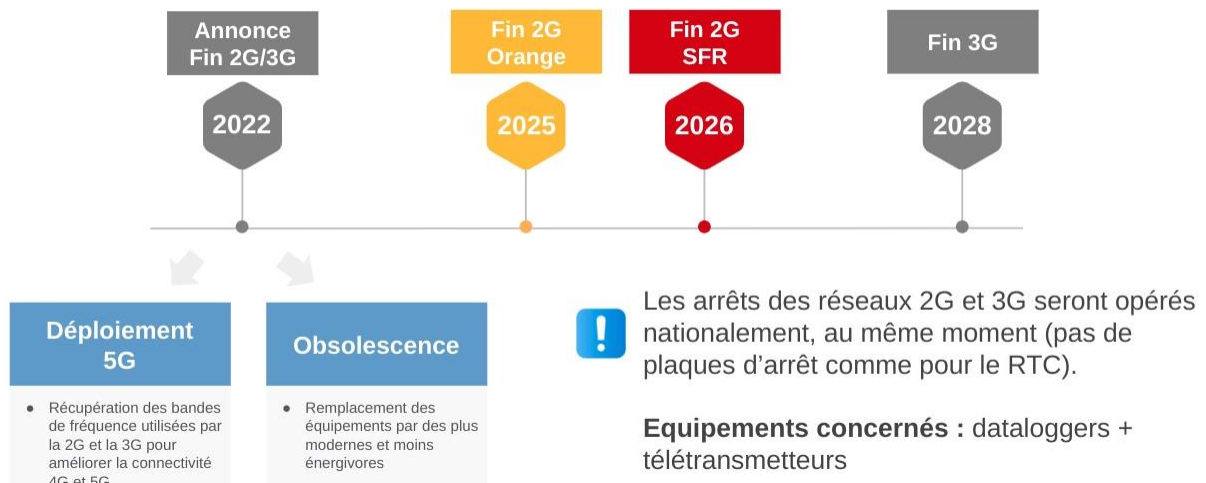 Annonce
Fin 2G/3G
Fin 2G
Orange
Fin 2G
SFR
Fin 3G
2022
2025
2026
2028
Déploiement
5G
Obsolescence
Les arrêts des réseaux 2G et 3G seront opérés
nationalement, au même moment (pas de
plaques d’arrêt comme pour le RTC).
Equipements concernés : dataloggers +
télétransmetteurs
● Récupération des bandes
de fréquence utilisées par
la 2G et la 3G pour
améliorer la connectivité
4G et 5G
● Remplacement des
équipements par des plus
modernes et moins
énergivores